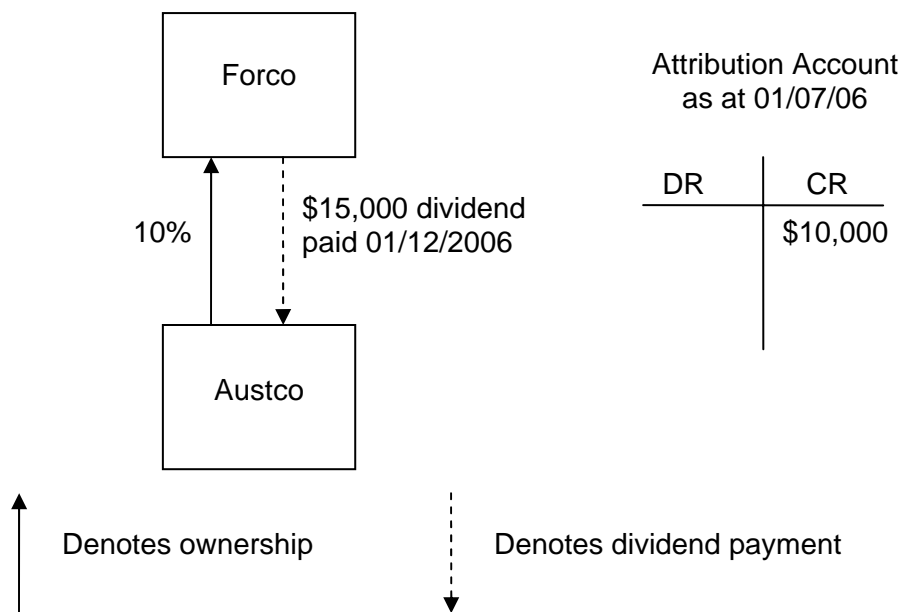 Forco
Attribution Account
as at 01/07/06
DR CR
$10,000
10%
$15,000 dividend
paid 01/12/2006
Austco
Denotes ownership
Denotes dividend payment